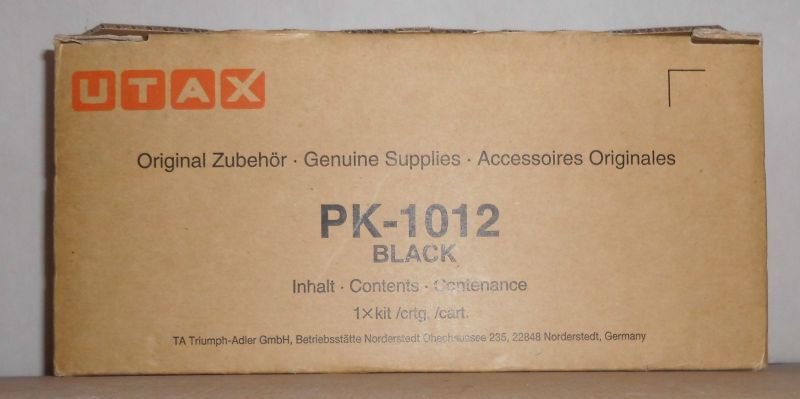 UTAX
Original Zubehör · Genuine Supplies · Accessoires Originales
PK-1012
BLACK
Inhalt · Contents · Contenance
1×kit /crtg. /cart.
TA Triumph-Adler GmbH, Betriebsstätte Norderstedt Ohechaussee 235, 22848 Norderstedt, Germany